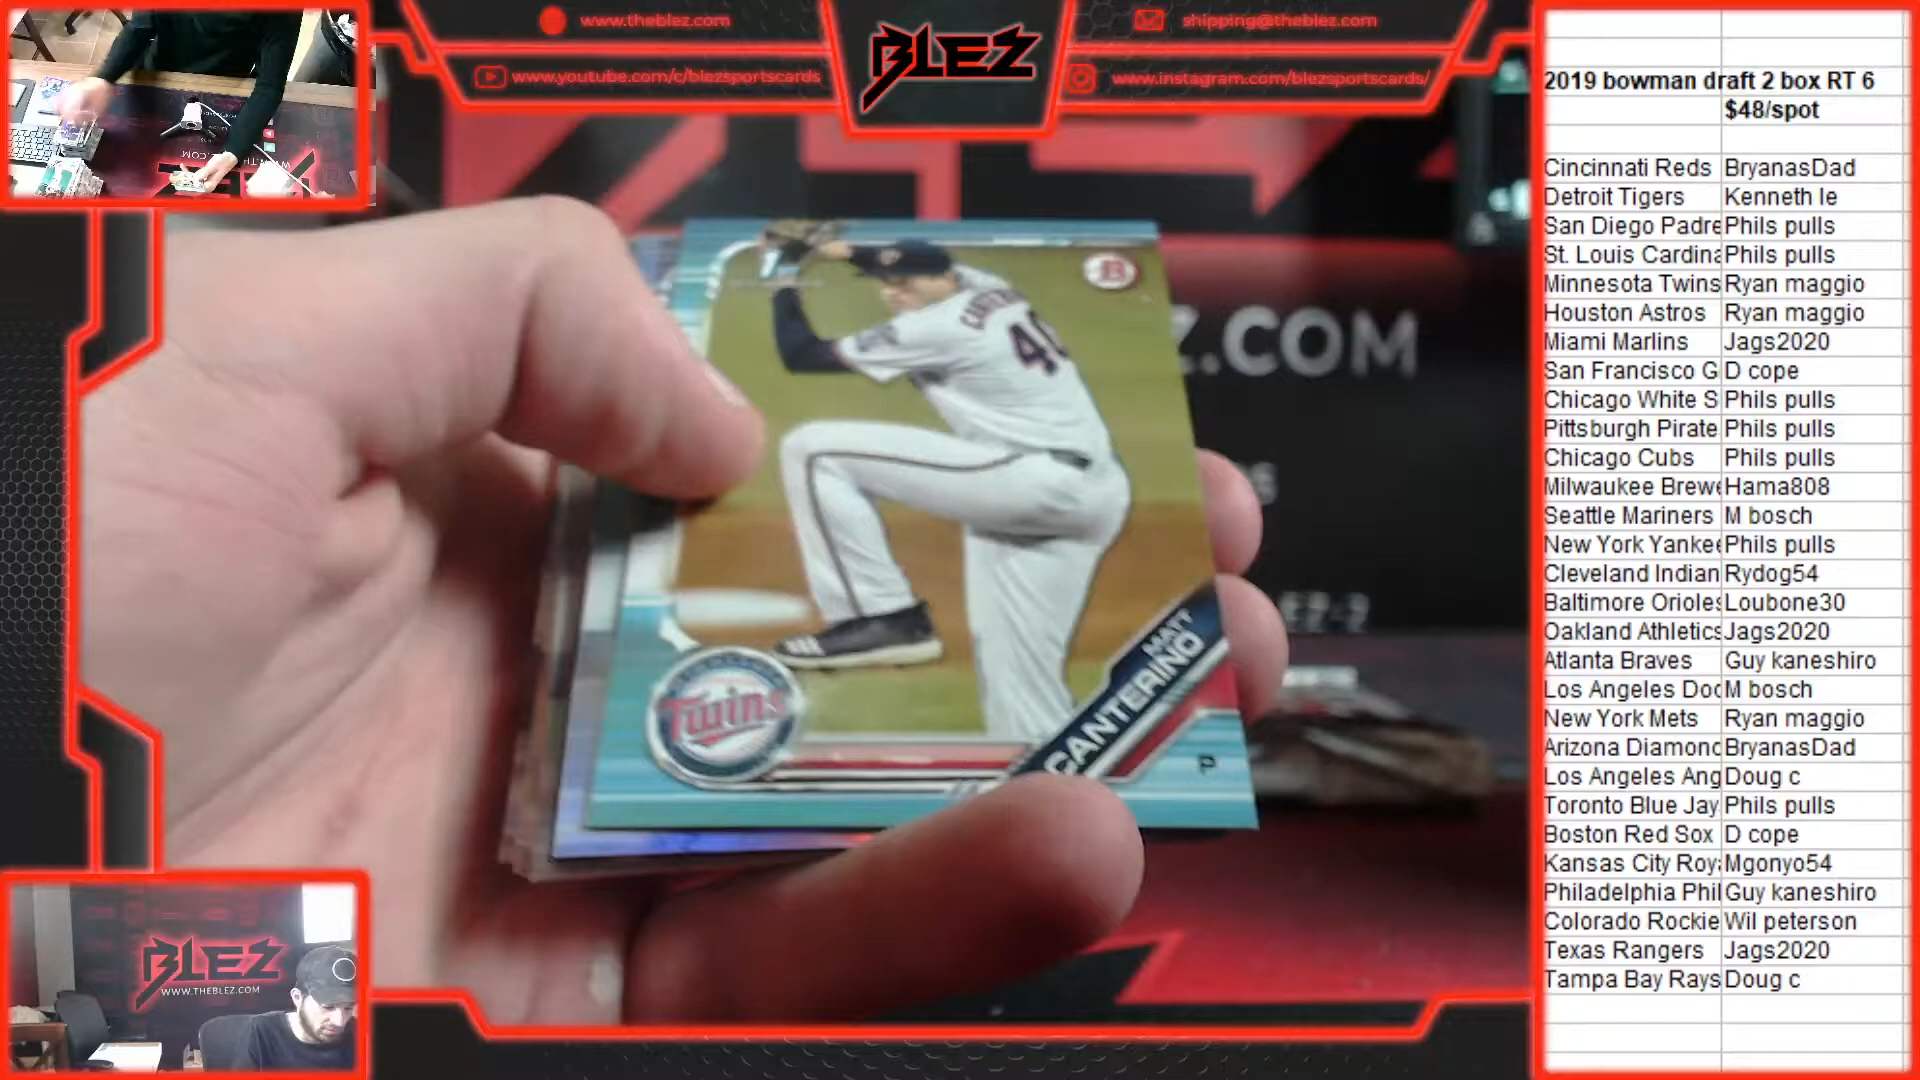 www.theblez.com
shipping@theblez.com
BLEZ
www.youtube.com/c/blezsportscards
www.instagram.com/blezsportscards/
2019 bowman draft 2 box RT 6
$48/spot
Cincinnati Reds BryanasDad
Detroit Tigers Kenneth le
San Diego Padre Phils pulls
St. Louis Cardina Phils pulls
Minnesota Twins Ryan maggio
Houston Astros Ryan maggio
Miami Marlins Jags2020
San Francisco G D cope
Chicago White S Phils pulls
Pittsburgh Pirate Phils pulls
Chicago Cubs Phils pulls
Milwaukee Brewe Hama808
Seattle Mariners M bosch
New York Yankee Phils pulls
Cleveland Indian Rydog54
Baltimore Orioles Loubone30
Oakland Athletics Jags2020
Atlanta Braves Guy kaneshiro
Los Angeles Doc M bosch
New York Mets Ryan maggio
Arizona Diamond BryanasDad
Los Angeles Ang Doug c
Toronto Blue Jay Phils pulls
Boston Red Sox D cope
Kansas City Roya Mgonyo54
Philadelphia Phil Guy kaneshiro
Colorado Rockie Wil peterson
Texas Rangers Jags2020
Tampa Bay Rays Doug c
B
40
Z.COM
EZ-2
Twins
MATT
CANTERINO
P
BLEZ
WWW.THEBLEZ.COM